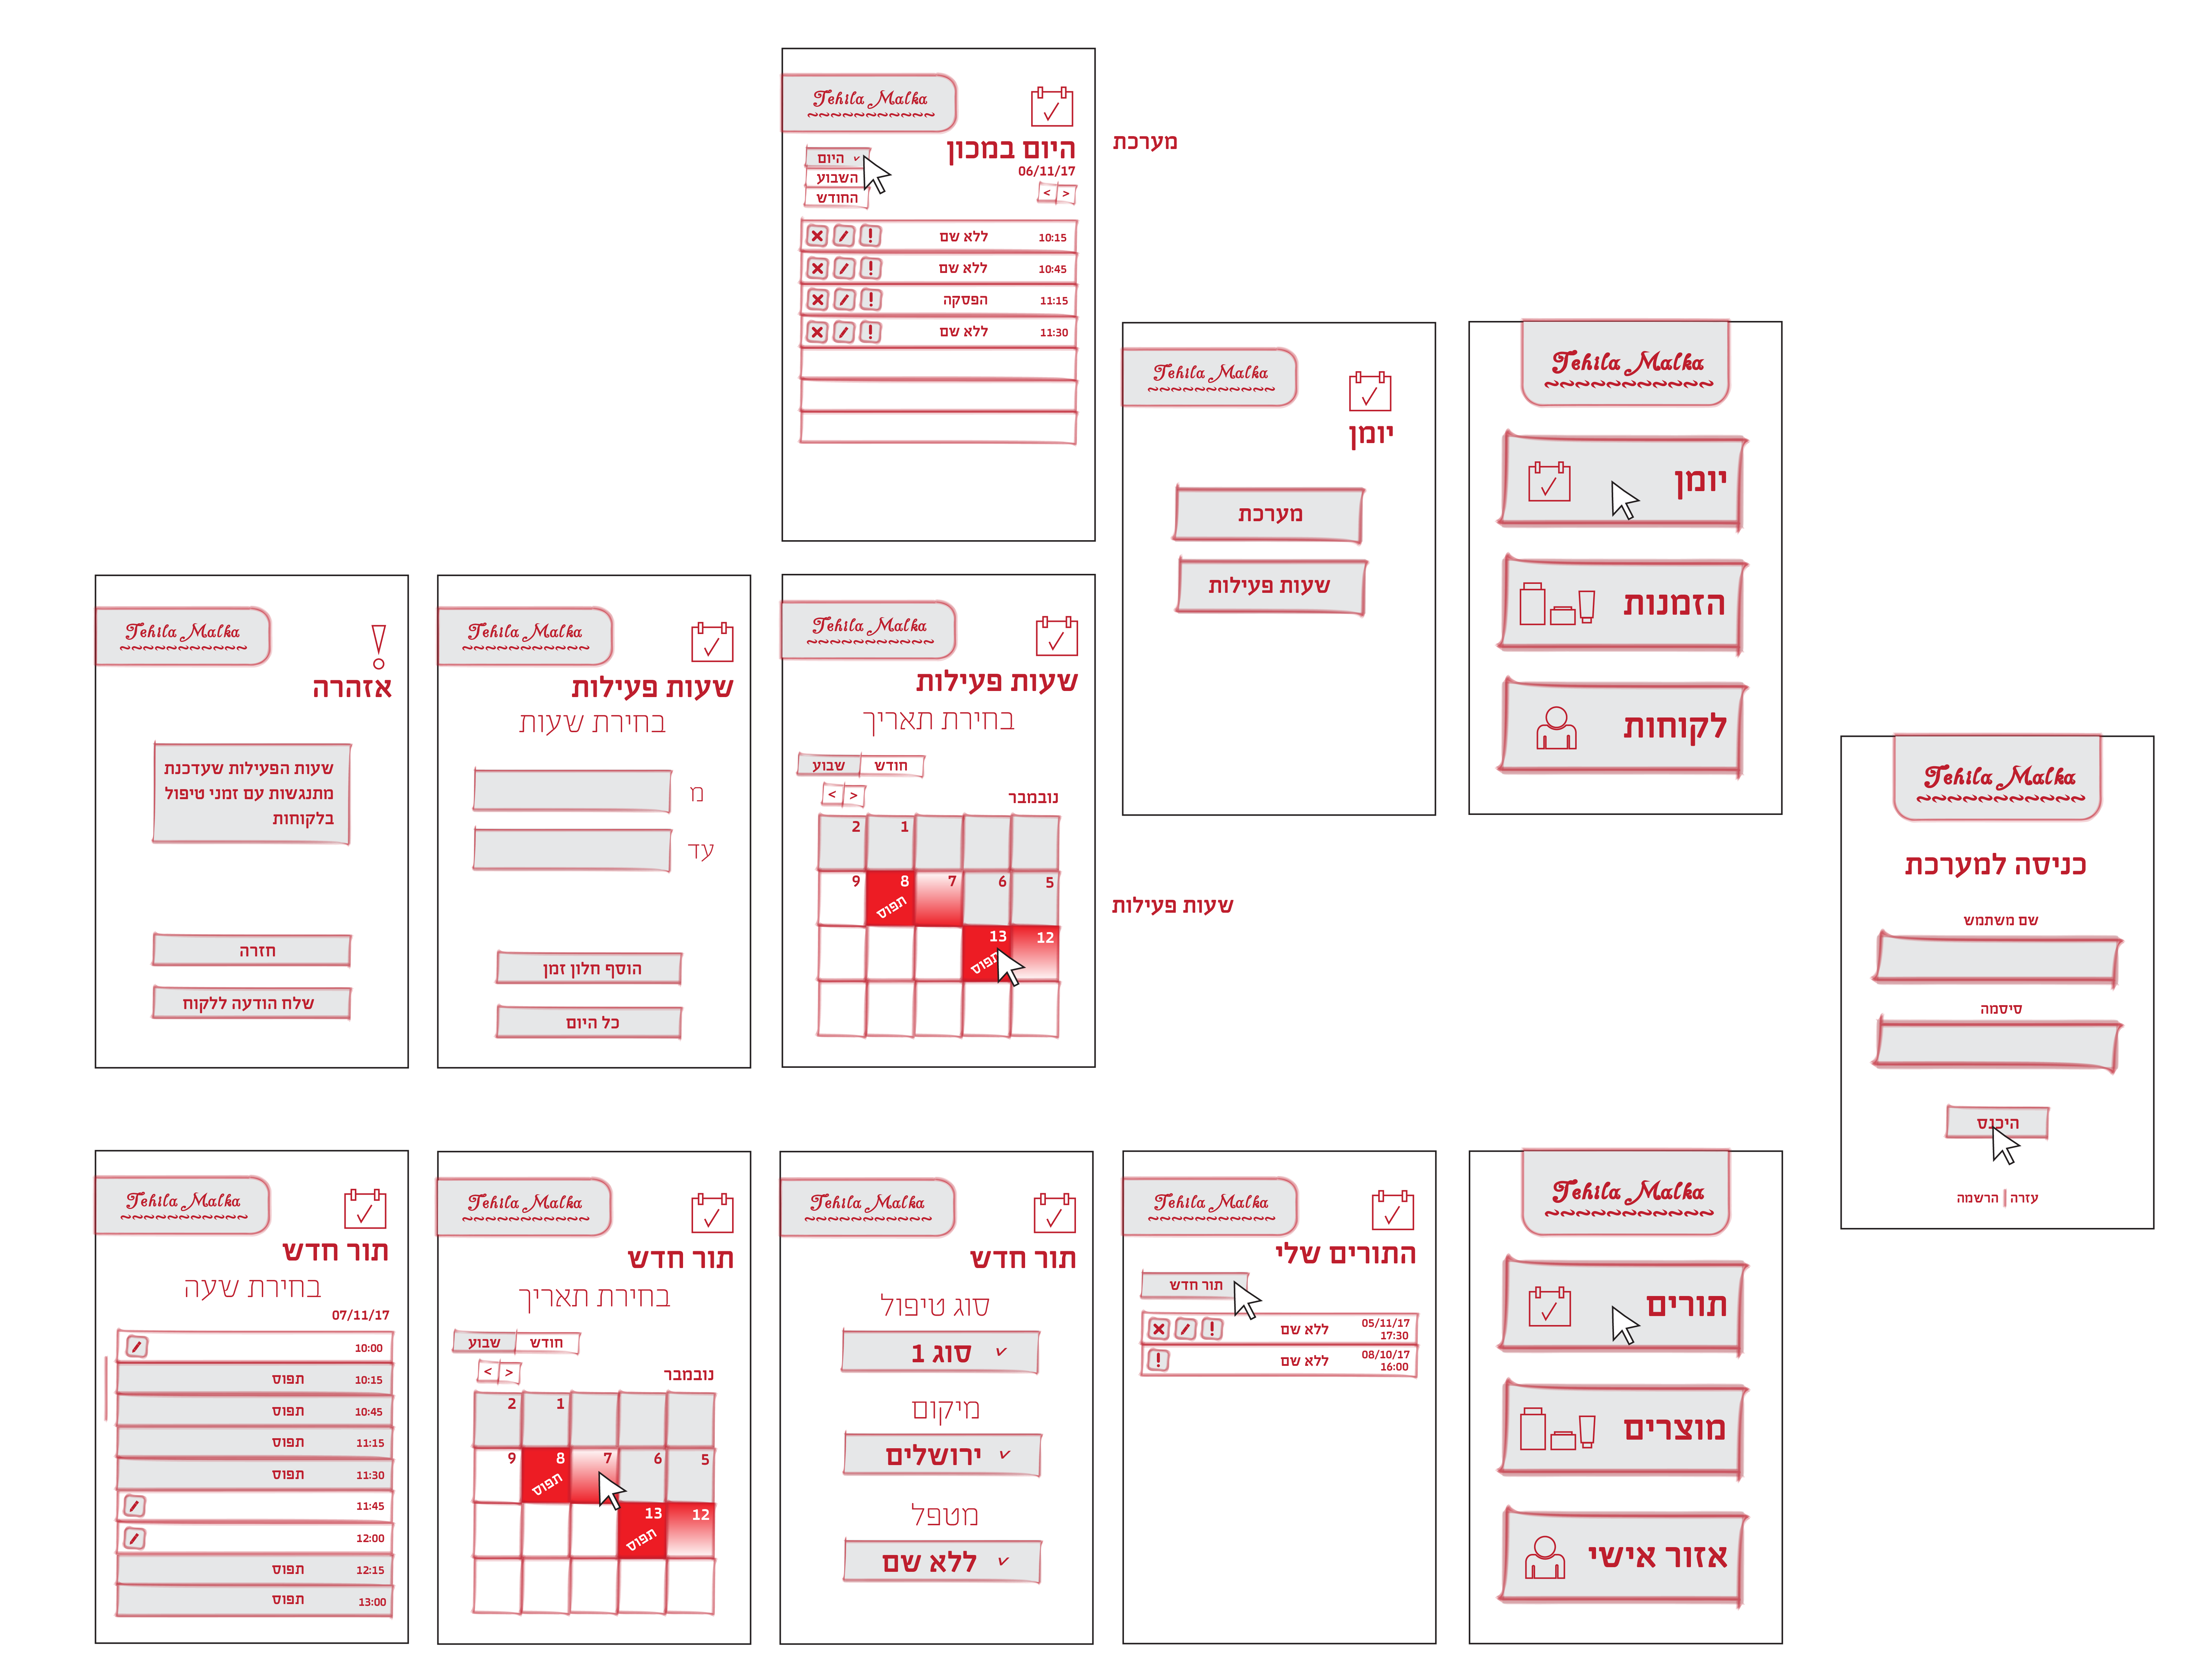 Tehila Malka
כניסה למערכת
שם משתמש
סיסמה
היכנס
עזרה | הרשמה
Tehila Malka
יומן
הזמנות
לקוחות
Tehila Malka
יומן
מערכת
שעות פעילות
מערכת
Tehila Malka
היום במכון
06/11/17
היום
השבוע
החודש
< >
10:15 ללא שם !
10:45 ללא שם !
11:15 הפסקה !
11:30 ללא שם !
שעות פעילות
Tehila Malka
שעות פעילות
בחירת תאריך
חודש שבוע
נובמבר
< >
1 2
5 6 7 8 9
תפוס
12 13
תפוס
Tehila Malka
שעות פעילות
בחירת שעות
מ
עד
הוסף חלון זמן
כל היום
Tehila Malka
אזהרה
שעות הפעילות שעדכנת
מתנגשות עם זמני טיפול
בלקוחות
חזרה
שלח הודעה ללקוח
Tehila Malka
תורים
מוצרים
אזור אישי
Tehila Malka
התורים שלי
תור חדש
05/11/17
17:30
ללא שם !
08/10/17
16:00
ללא שם !
Tehila Malka
תור חדש
סוג טיפול
סוג 1
מיקום
ירושלים
מטפל
ללא שם
Tehila Malka
תור חדש
בחירת תאריך
חודש שבוע
נובמבר
< >
1 2
5 6 7 8 9
תפוס
12 13
תפוס
Tehila Malka
תור חדש
בחירת שעה
07/11/17
10:00
10:15 תפוס
10:45 תפוס
11:15 תפוס
11:30 תפוס
11:45
12:00
12:15 תפוס
13:00 תפוס